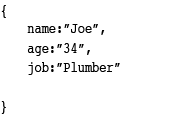 {
name:”Joe”,
age:”34”,
job:”Plumber”
}